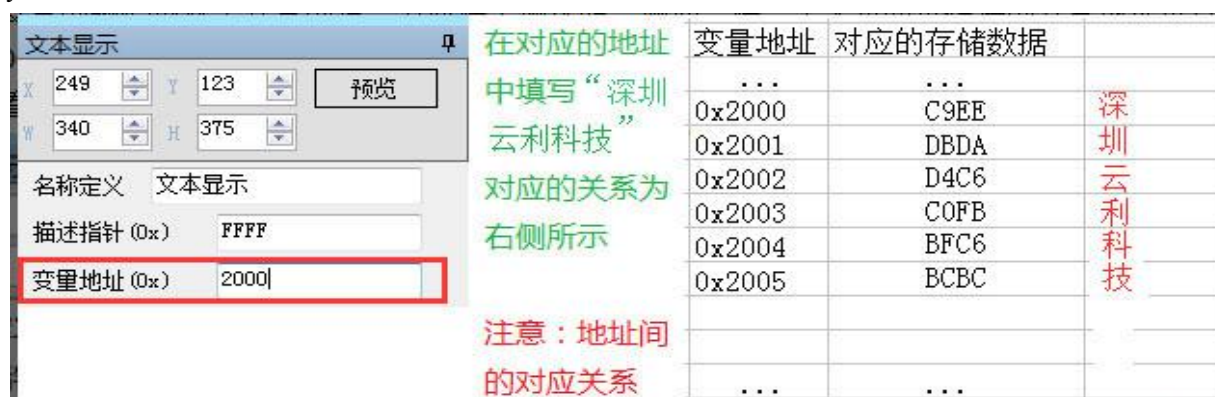 文本显示
X 249 Y 123 预览
W 340 H 375
名称定义 文本显示
描述指针(0x) FFFF
变量地址(0x) 2000
在对应的地址
中填写“深圳
云利科技”
对应的关系为
右侧所示
注意：地址间
的对应关系
变量地址 对应的存储数据
... ...
0x2000 C9EE 深
0x2001 DBDA 圳
0x2002 D4C6 云
0x2003 C0FB 利
0x2004 BFC6 科
0x2005 BCBC 技
... ...